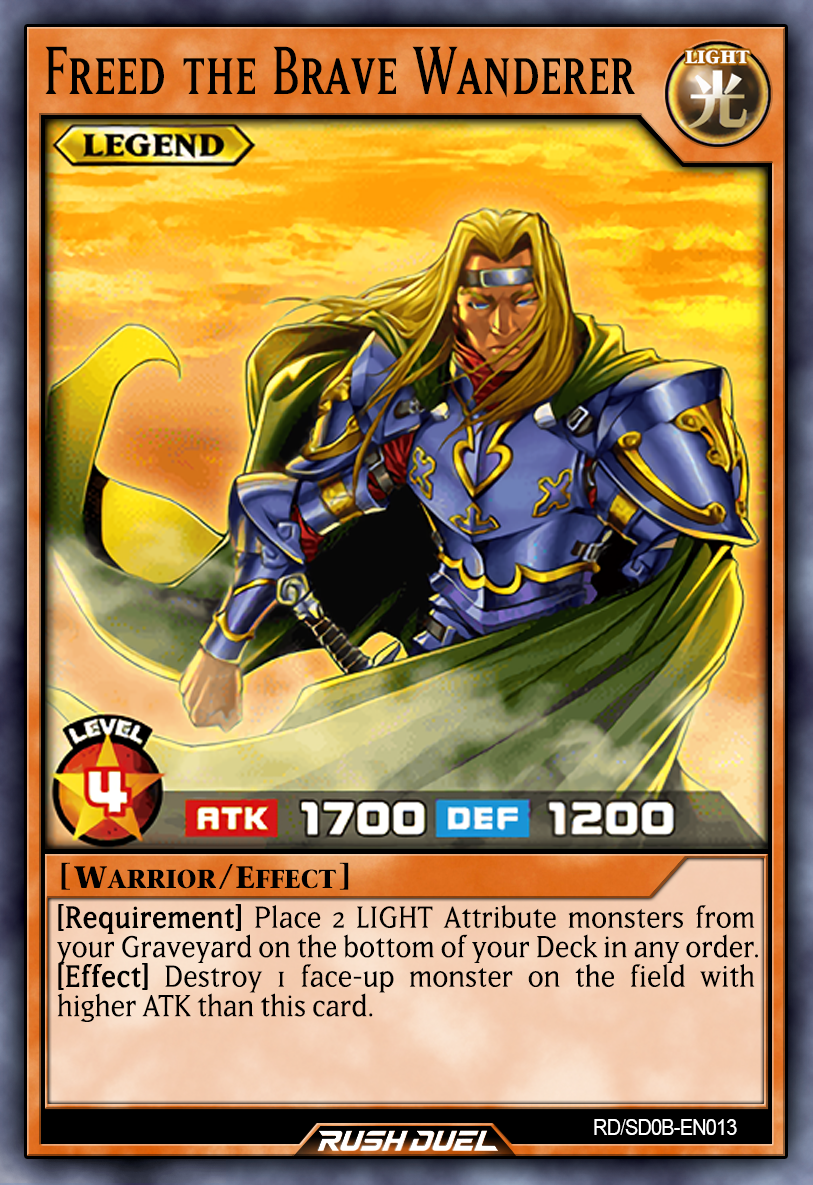 Freed the Brave Wanderer
LIGHT
光
LEGEND
LEVEL
4
ATK 1700 DEF 1200
[Warrior/Effect]
[Requirement] Place 2 LIGHT Attribute monsters from
your Graveyard on the bottom of your Deck in any order.
[Effect] Destroy 1 face-up monster on the field with
higher ATK than this card.
RD/SD0B-EN013
RUSH DUEL